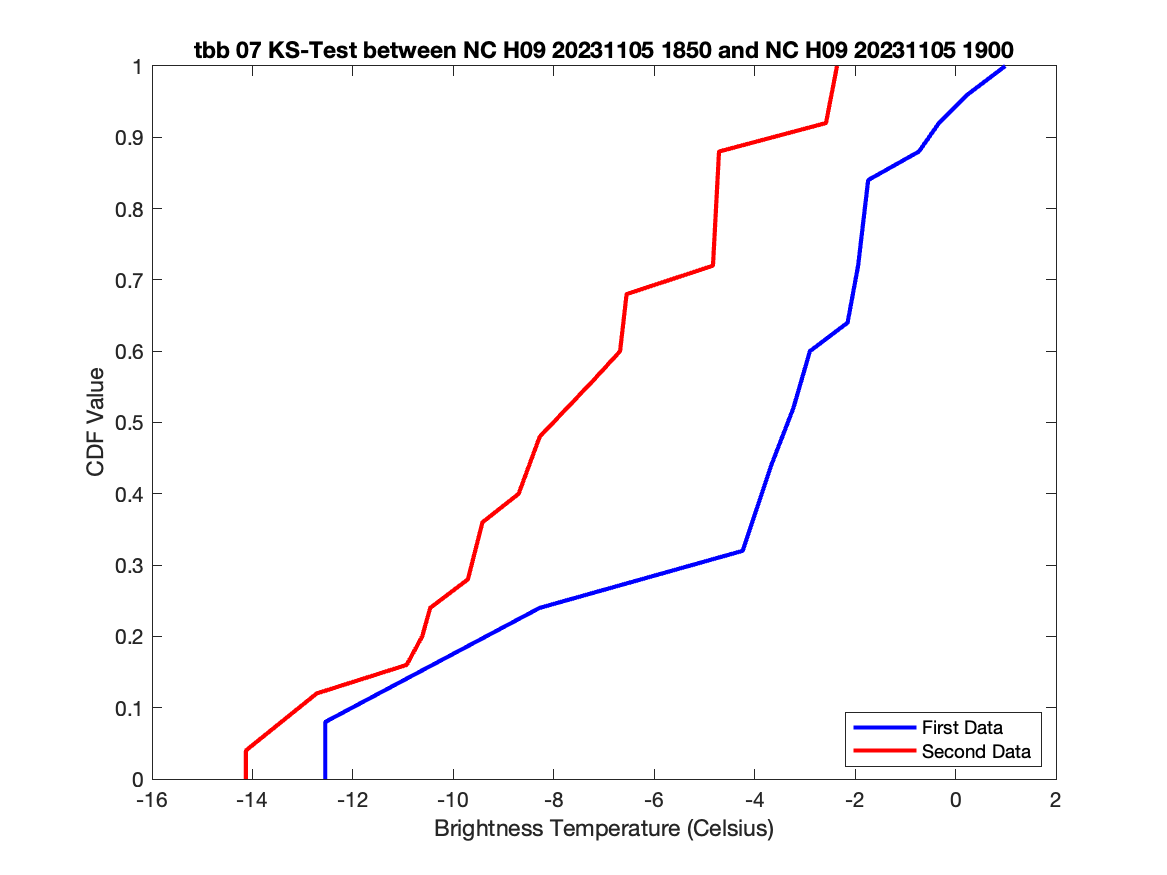 tbb 07 KS-Test between NC H09 20231105 1850 and NC H09 20231105 1900
1
0.9
0.8
0.7
0.6
0.5
0.4
0.3
0.2
0.1
0
CDF Value
First Data
Second Data
-16 -14 -12 -10 -8 -6 -4 -2 0 2
Brightness Temperature (Celsius)